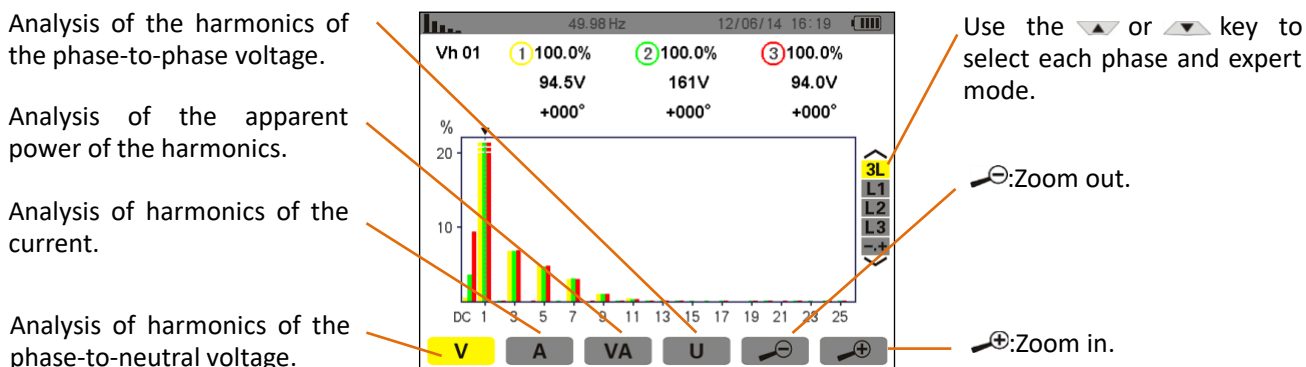 Analysis of the harmonics of
the phase-to-phase voltage.
Analysis of the apparent
power of the harmonics.
Analysis of harmonics of the
current.
Analysis of harmonics of the
phase-to-neutral voltage.
49.98 Hz 12/06/14 16:19
Vh 01 1 100.0% 2 100.0% 3 100.0%
94.5V 161V 94.0V
+000° +000° +000°
%
20
10
DC 1 3 5 7 9 11 13 15 17 19 21 23 25
3L
L1
L2
L3
-.+
V A VA U
Use the or key to
select each phase and expert
mode.
:Zoom out.
:Zoom in.